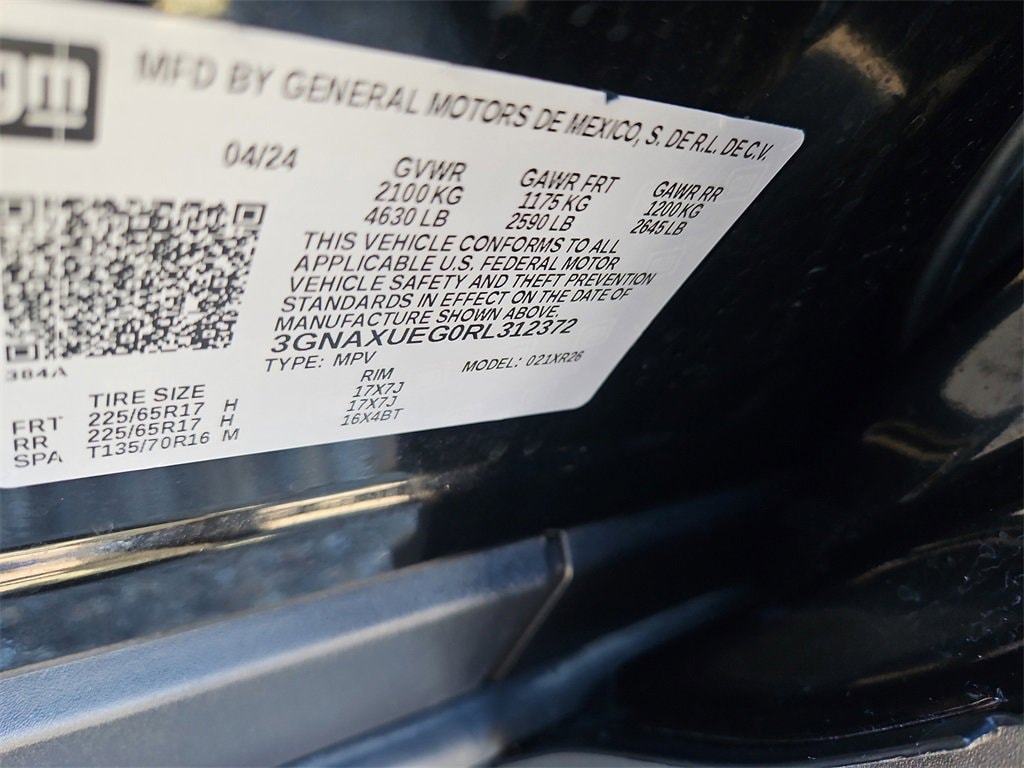 gm
MFD BY GENERAL MOTORS DE MEXICO, S. DE R.L. DE C.V.
04/24 GVWR GAWR FRT GAWR RR
2100 KG 1175 KG 1200 KG
4630 LB 2590 LB 2645 LB
THIS VEHICLE CONFORMS TO ALL
APPLICABLE U.S. FEDERAL MOTOR
VEHICLE SAFETY AND THEFT PREVENTION
STANDARDS IN EFFECT ON THE DATE OF
MANUFACTURE SHOWN ABOVE.
3GNAXUEG0RL312372
TYPE: MPV MODEL: 021XR26
384A
TIRE SIZE RIM
FRT 225/65R17 H 17X7J
RR 225/65R17 H 17X7J
SPA T135/70R16 M 16X4BT